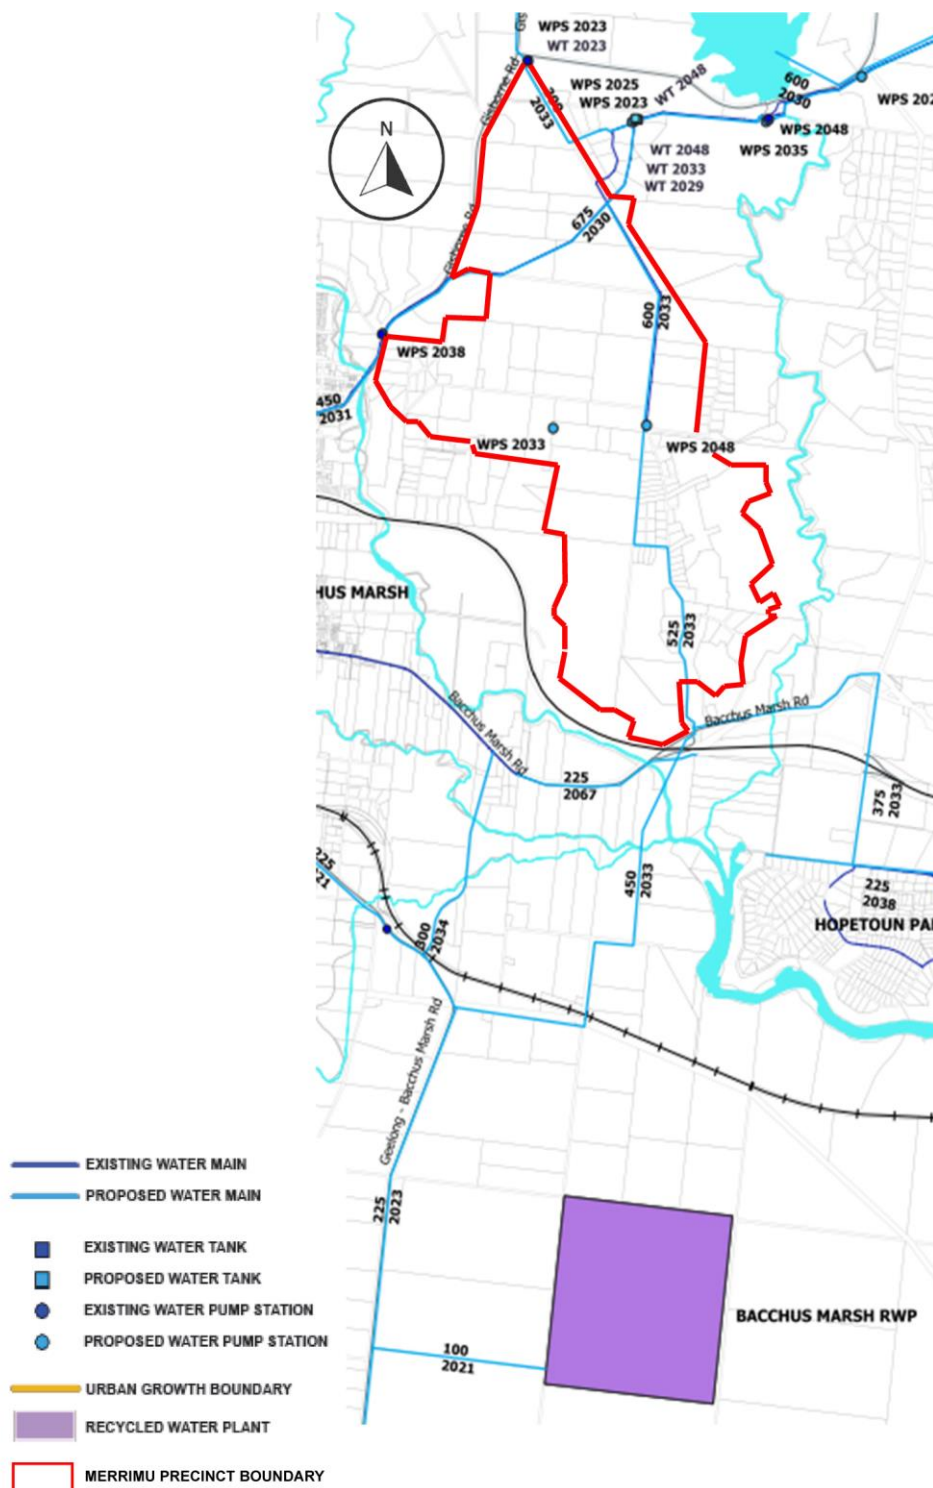 WPS 2023
WT 2023
Gisborne Rd
WPS 2025
WPS 2023
WT 2048
600
2030
2033
WPS 2048
WPS 2035
WT 2048
WT 2033
WT 2029
N
675
2030
Gisborne Rd
600
2033
WPS 2038
450
2031
WPS 2033
WPS 2048
HUS MARSH
525
2033
Bacchus Marsh Rd
Bacchus Marsh Rd
225
2067
375
2033
450
2033
225
2038
HOPETOUN PA
300
2034
Geelong - Bacchus Marsh Rd
225
2023
BACCHUS MARSH RWP
100
2021
EXISTING WATER MAIN
PROPOSED WATER MAIN
EXISTING WATER TANK
PROPOSED WATER TANK
EXISTING WATER PUMP STATION
PROPOSED WATER PUMP STATION
URBAN GROWTH BOUNDARY
RECYCLED WATER PLANT
MERRIMU PRECINCT BOUNDARY